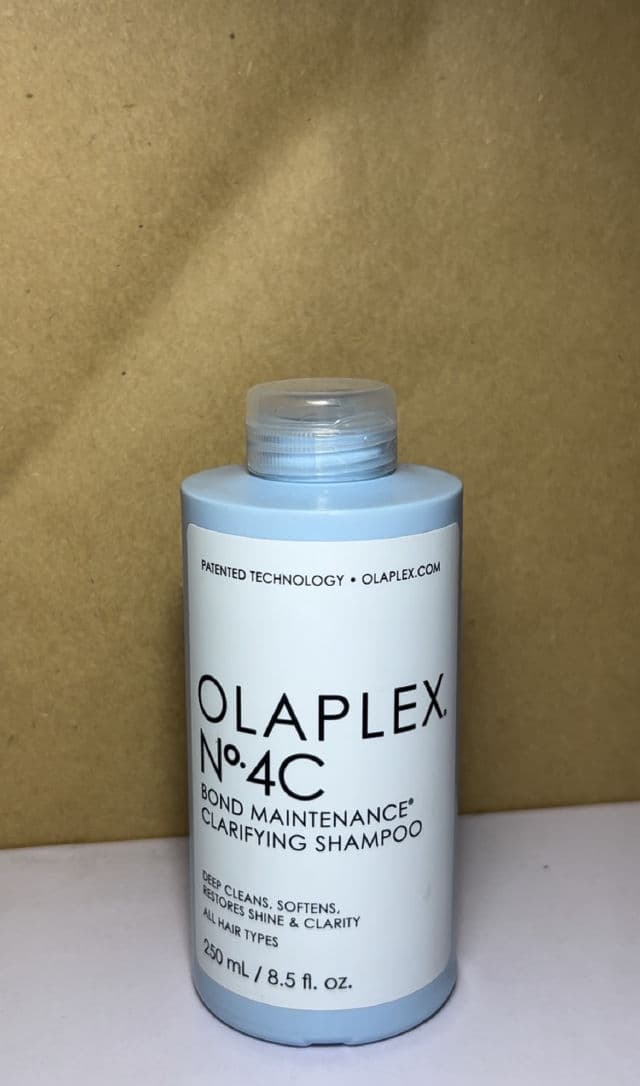 PATENTED TECHNOLOGY • OLAPLEX.COM
OLAPLEX.
Nº.4C
BOND MAINTENANCE®
CLARIFYING SHAMPOO
DEEP CLEANS, SOFTENS,
RESTORES SHINE & CLARITY
ALL HAIR TYPES
250 mL / 8.5 fl. oz.